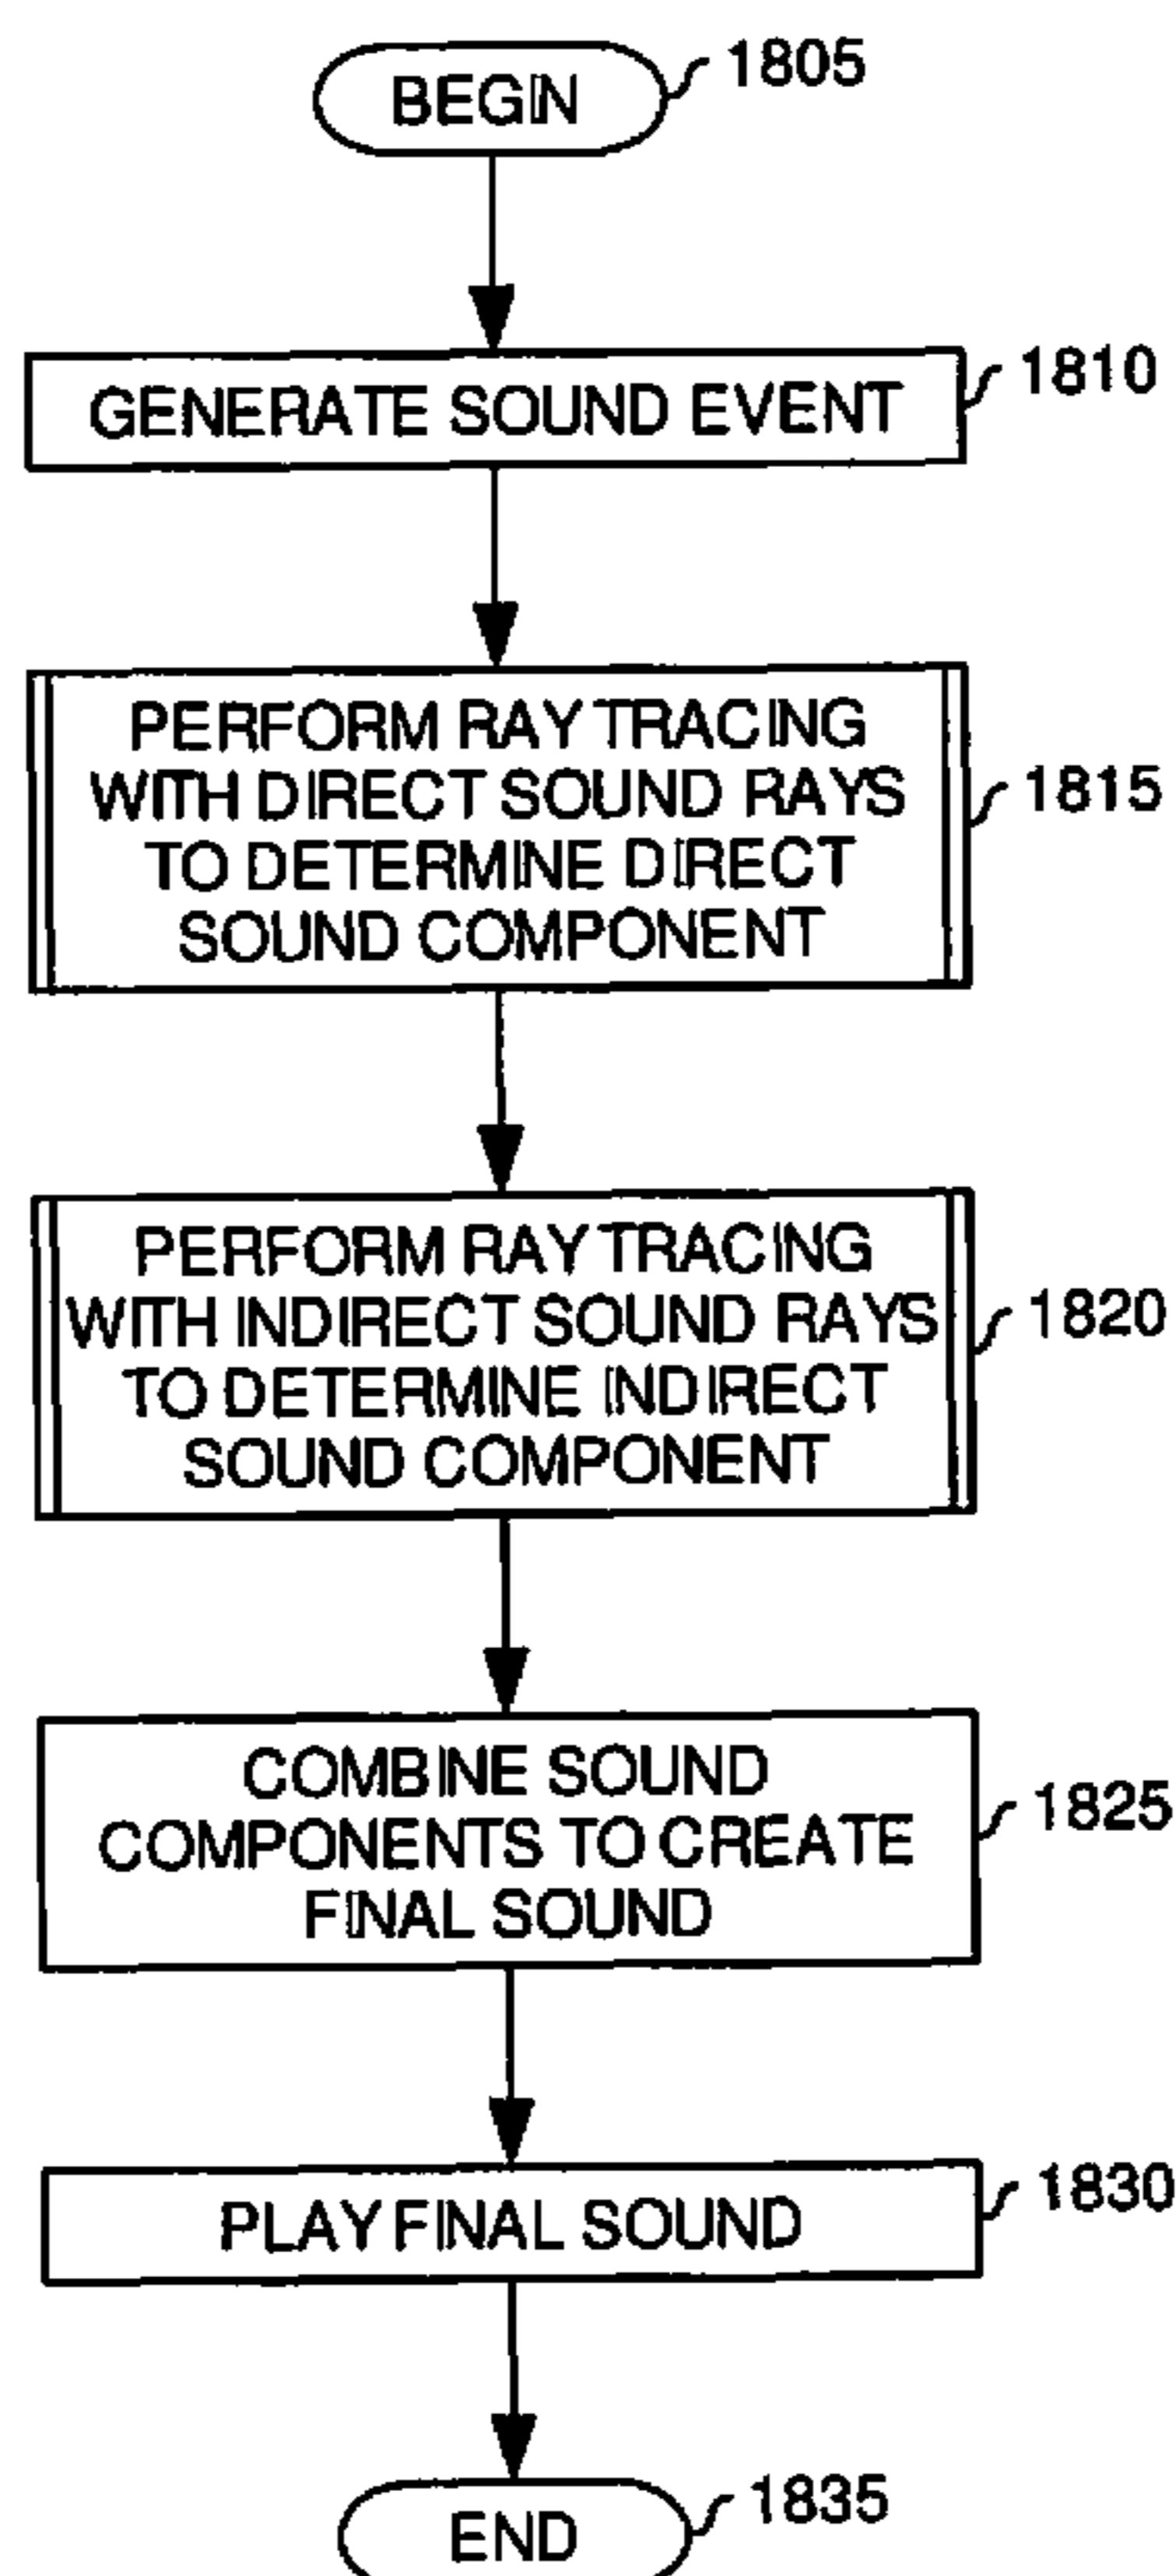 BEGIN
1805
GENERATE SOUND EVENT
1810
PERFORM RAY TRACING
WITH DIRECT SOUND RAYS
TO DETERMINE DIRECT
SOUND COMPONENT
1815
PERFORM RAY TRACING
WITH INDIRECT SOUND RAYS
TO DETERMINE INDIRECT
SOUND COMPONENT
1820
COMBINE SOUND
COMPONENTS TO CREATE
FINAL SOUND
1825
PLAY FINAL SOUND
1830
END
1835